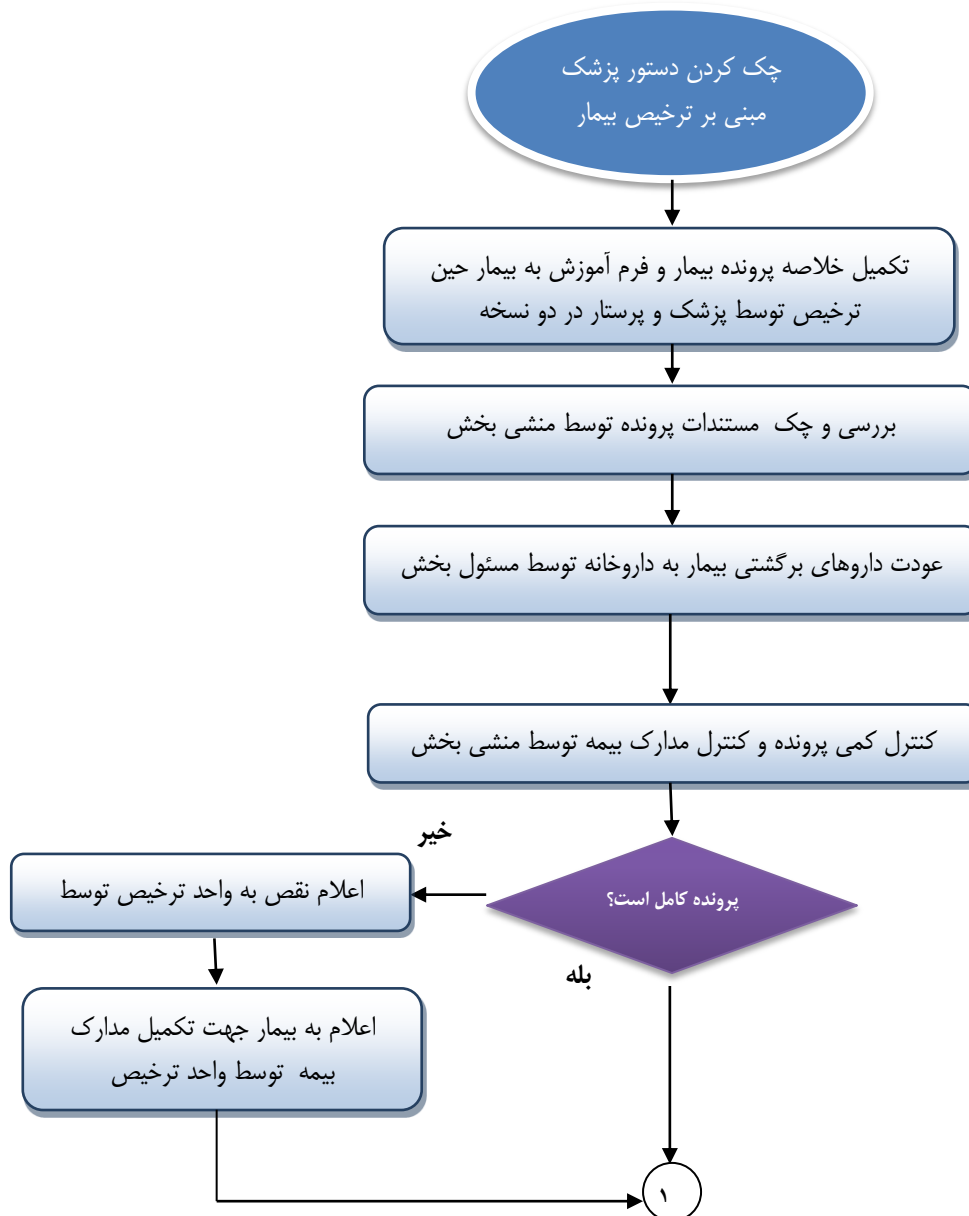 چک کردن دستور پزشک
مبنی بر ترخیص بیمار
تکمیل خلاصه پرونده بیمار و فرم آموزش به بیمار حین
ترخیص توسط پزشک و پرستار در دو نسخه
بررسی و چک مستندات پرونده توسط منشی بخش
عودت داروهای برگشتی بیمار به داروخانه توسط مسئول بخش
کنترل کمی پرونده و کنترل مدارک بیمه توسط منشی بخش
خیر
پرونده کامل است؟
اعلام نقص به واحد ترخیص توسط
بله
اعلام به بیمار جهت تکمیل مدارک
بیمه توسط واحد ترخیص
۱